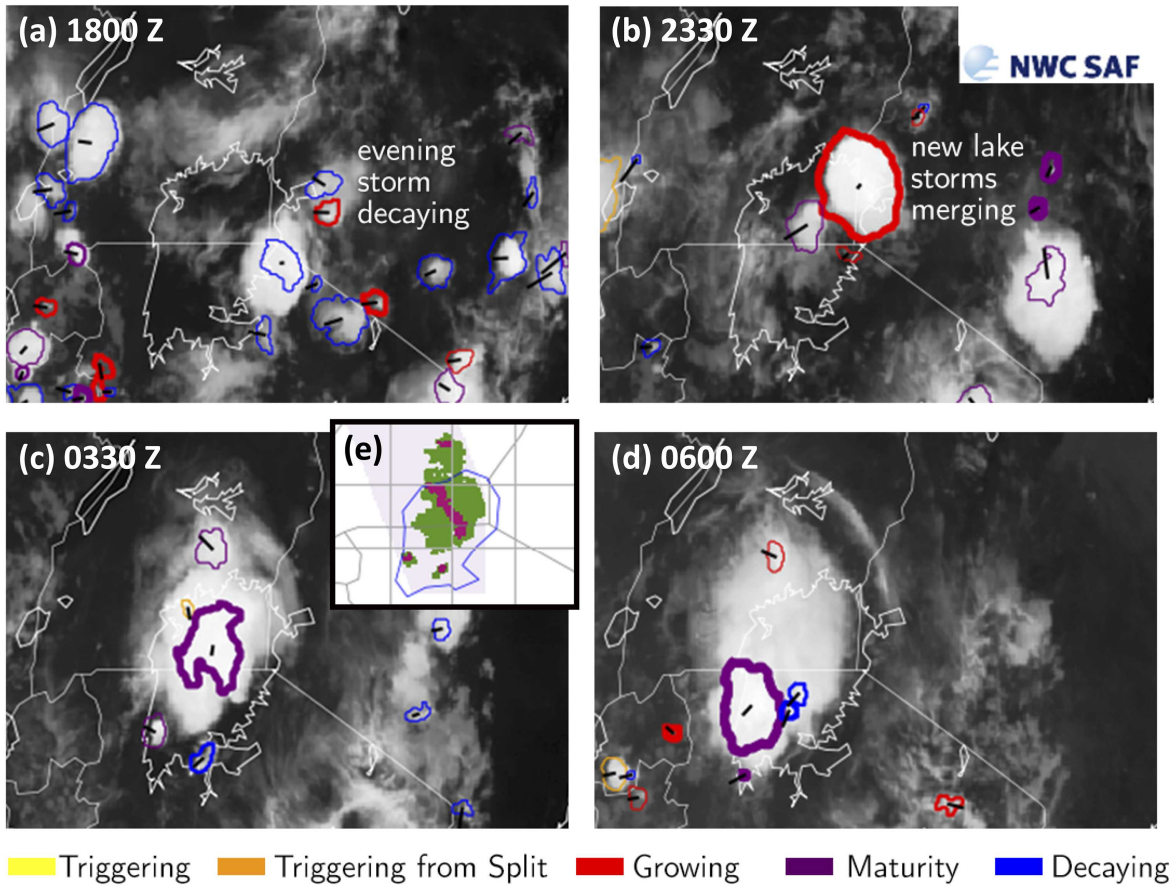 (a) 1800 Z
evening
storm
decaying
(b) 2330 Z
NWC SAF
new lake
storms
merging
(c) 0330 Z
(e)
(d) 0600 Z
Triggering
Triggering from Split
Growing
Maturity
Decaying